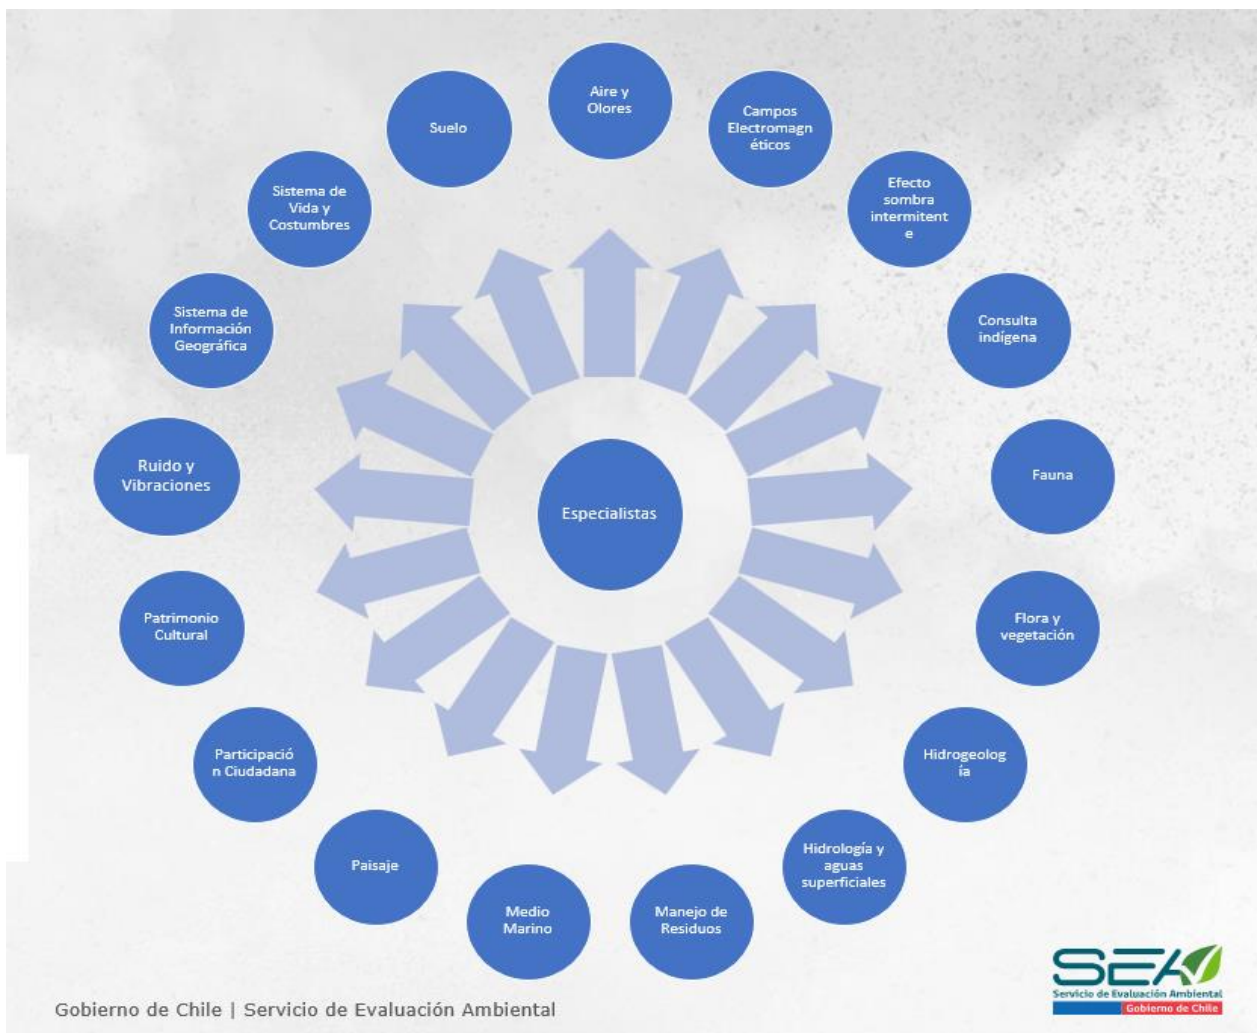 Aire y
Olores
Campos
Electromagn
éticos
Efecto
sombra
intermitent
e
Consulta
indígena
Fauna
Flora y
vegetación
Hidrogeolog
ía
Hidrología y
aguas
superficiales
Manejo de
Residuos
Medio
Marino
Paisaje
Participació
n Ciudadana
Patrimonio
Cultural
Ruido y
Vibraciones
Sistema de
Información
Geográfica
Sistema de
Vida y
Costumbres
Suelo
Especialistas
Gobierno de Chile | Servicio de Evaluación Ambiental
SEA
Servicio de Evaluación Ambiental
Gobierno de Chile